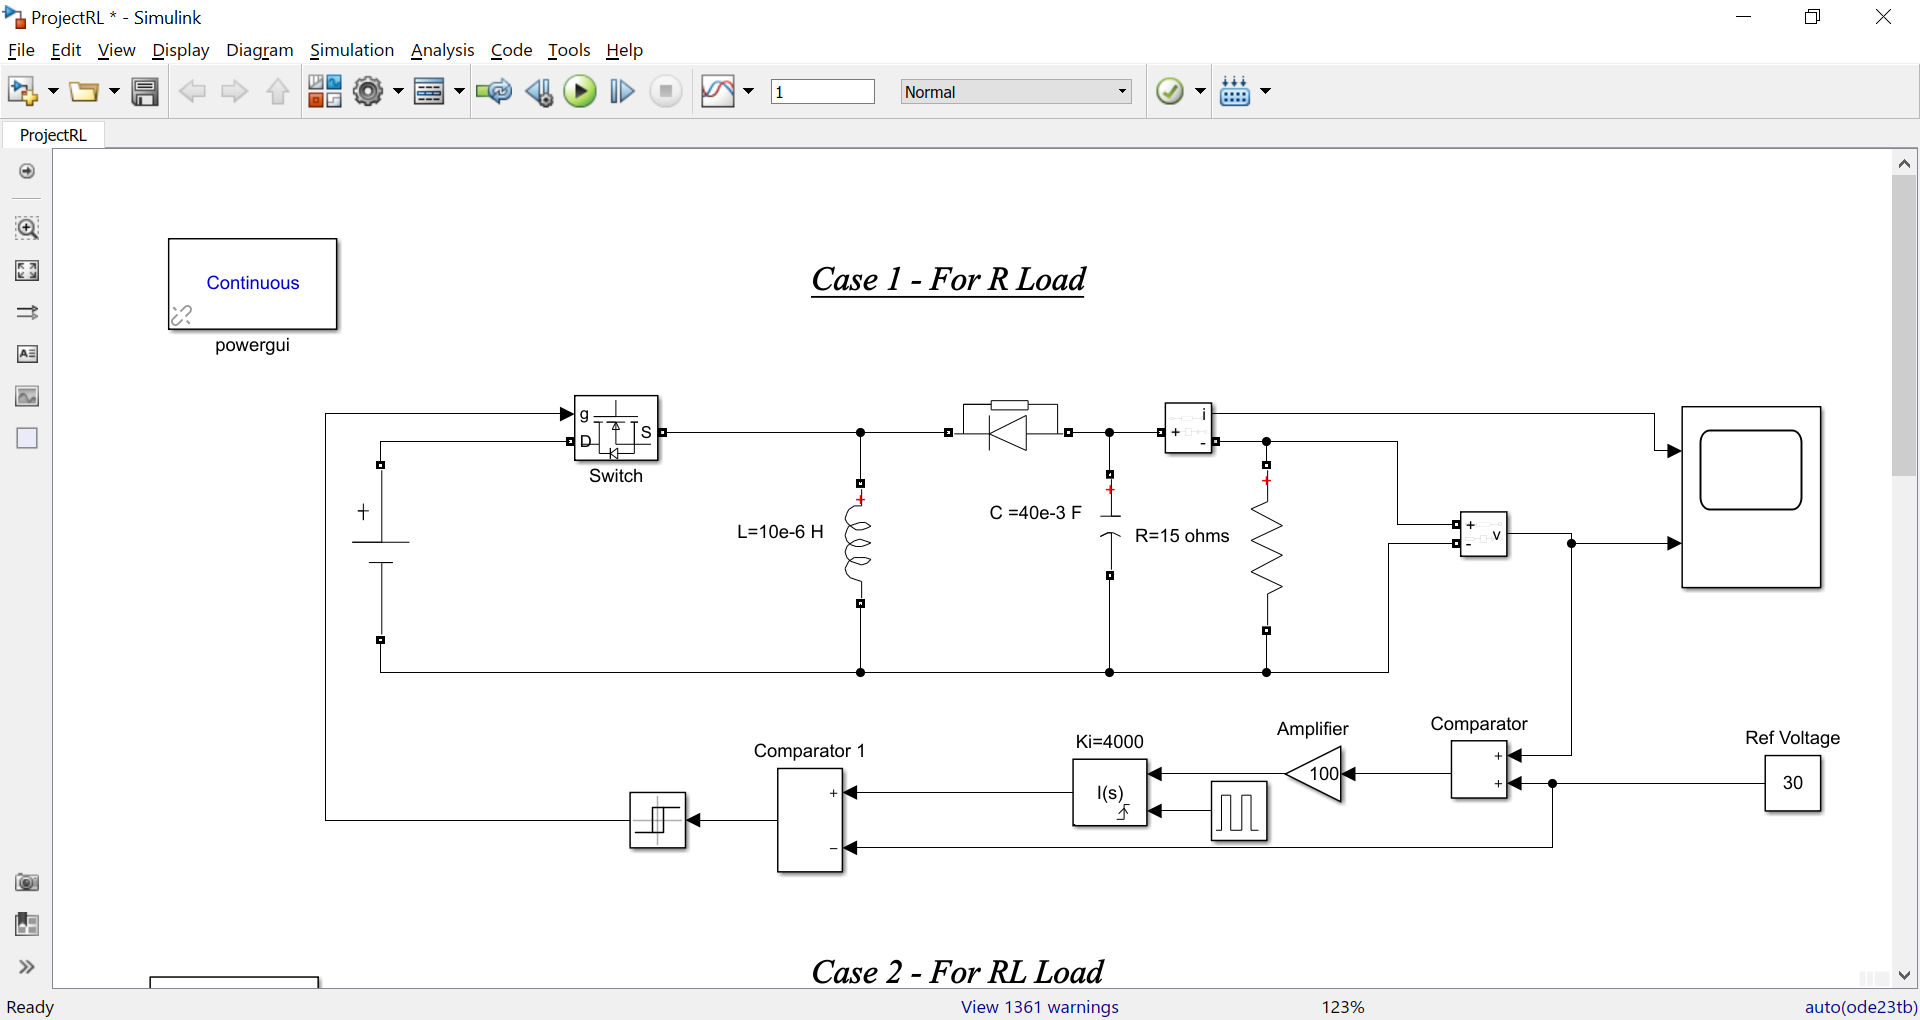 ProjectRL * - Simulink
File Edit View Display Diagram Simulation Analysis Code Tools Help
1 Normal
ProjectRL
Continuous
powergui
Case 1 - For R Load
g
D
S
Switch
+
L=10e-6 H
+
C =40e-3 F
+
i
+
-
+
R=15 ohms
+
-
v
Comparator 1
+
−
Ki=4000
I(s)
Amplifier
100
Comparator
+
+
Ref Voltage
30
Case 2 - For RL Load
Ready View 1361 warnings 123% auto(ode23tb)